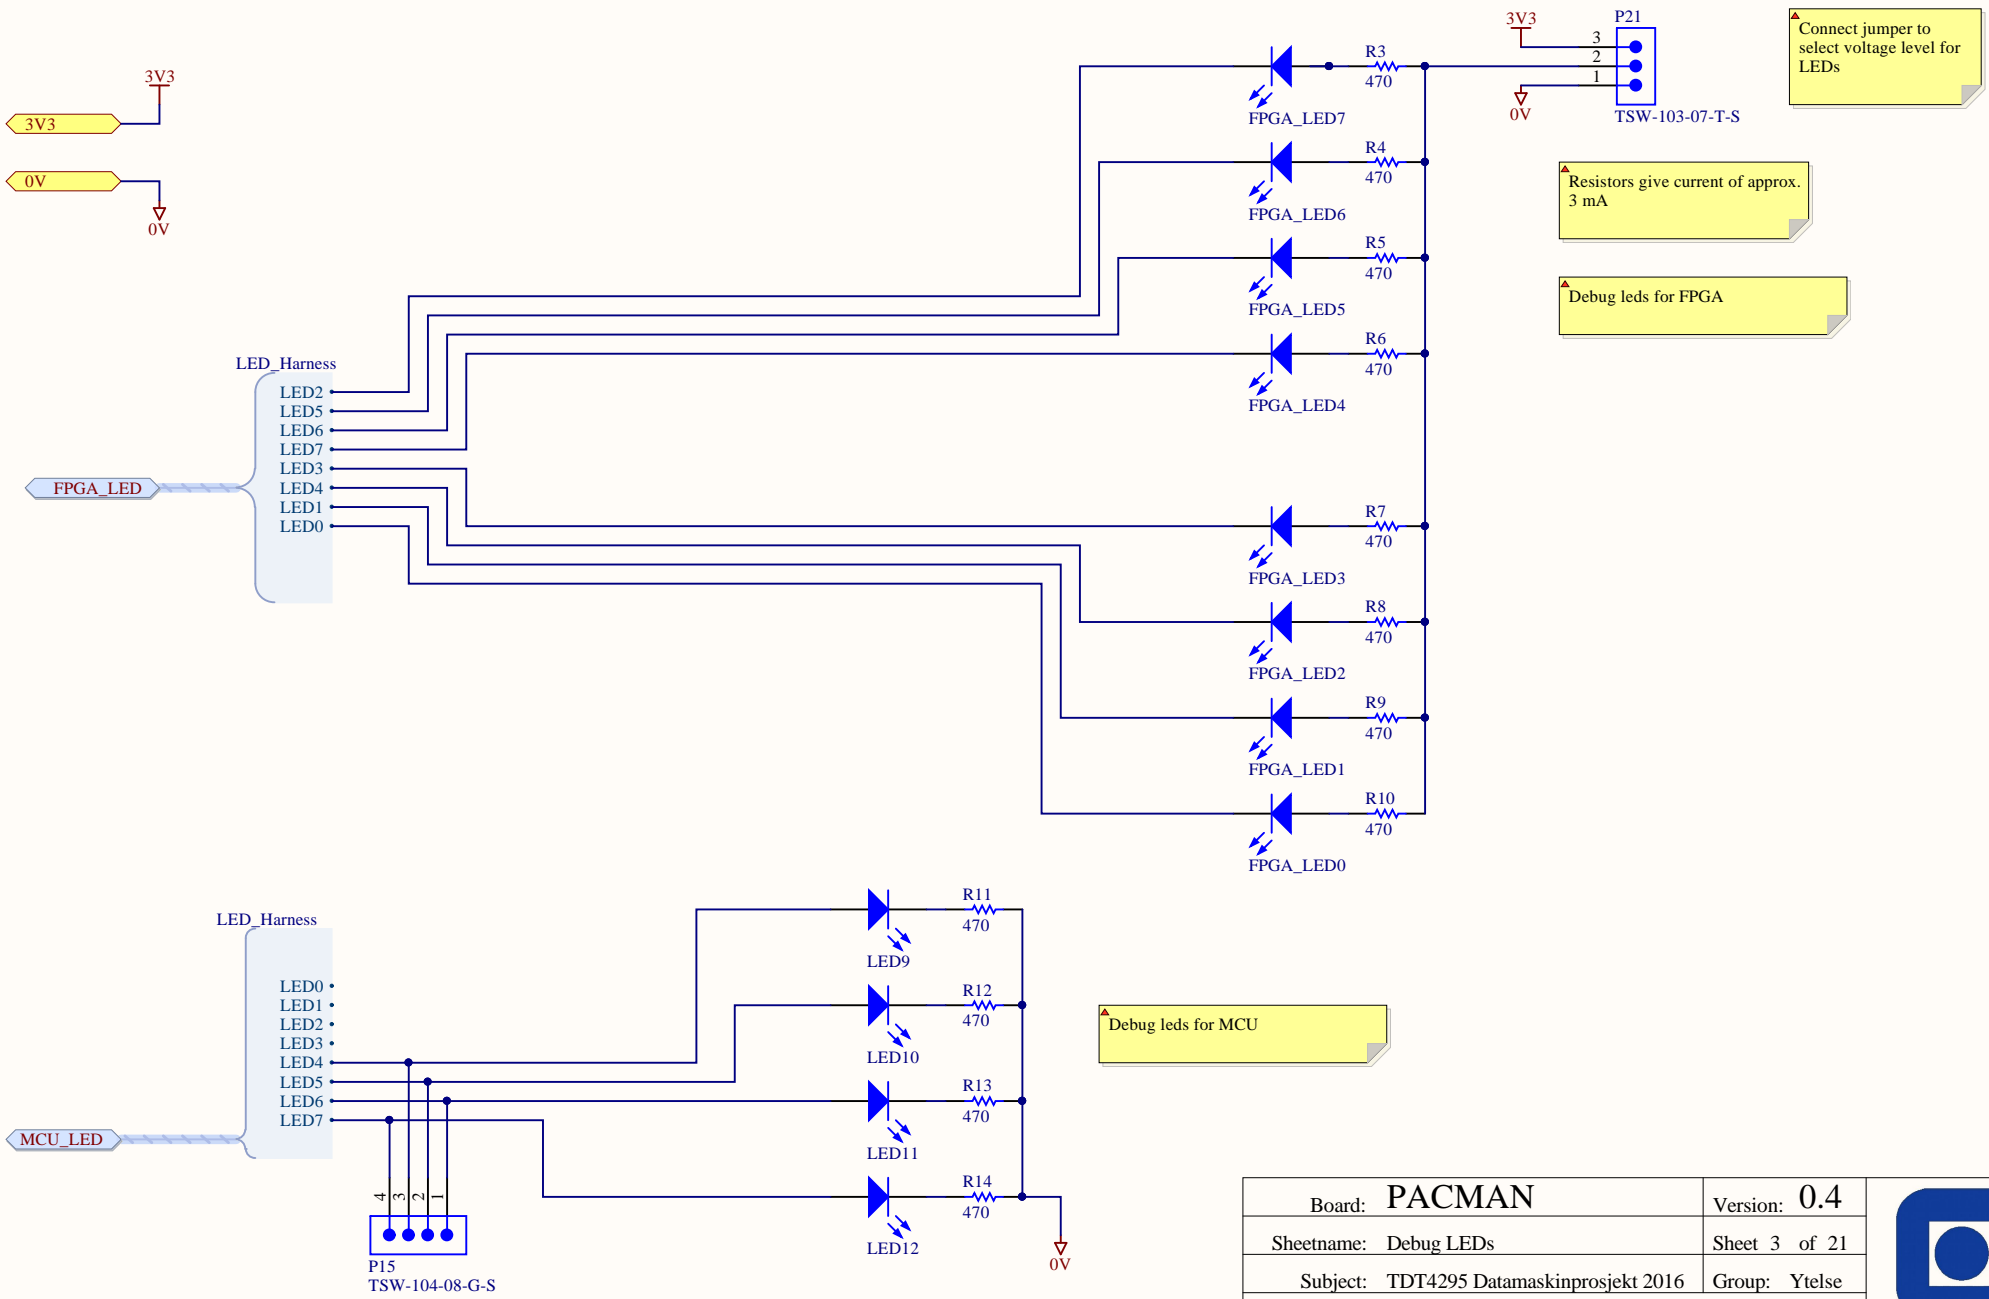 3V3
3V3
0V
0V
LED_Harness
LED2
LED5
LED6
LED7
LED3
LED4
LED1
LED0
FPGA_LED
R3
470
FPGA_LED7
R4
470
FPGA_LED6
R5
470
FPGA_LED5
R6
470
FPGA_LED4
R7
470
FPGA_LED3
R8
470
FPGA_LED2
R9
470
FPGA_LED1
R10
470
FPGA_LED0
3V3
P21
3
2
1
0V
TSW-103-07-T-S
Connect jumper to
select voltage level for
LEDs
Resistors give current of approx.
3 mA
Debug leds for FPGA
LED_Harness
LED0
LED1
LED2
LED3
LED4
LED5
LED6
LED7
MCU_LED
4
3
2
1
P15
TSW-104-08-G-S
R11
470
LED9
R12
470
LED10
R13
470
LED11
R14
470
LED12
0V
Debug leds for MCU
Board: PACMAN
Version: 0.4
Sheetname: Debug LEDs
Sheet 3 of 21
Subject: TDT4295 Datamaskinprosjekt 2016
Group: Ytelse